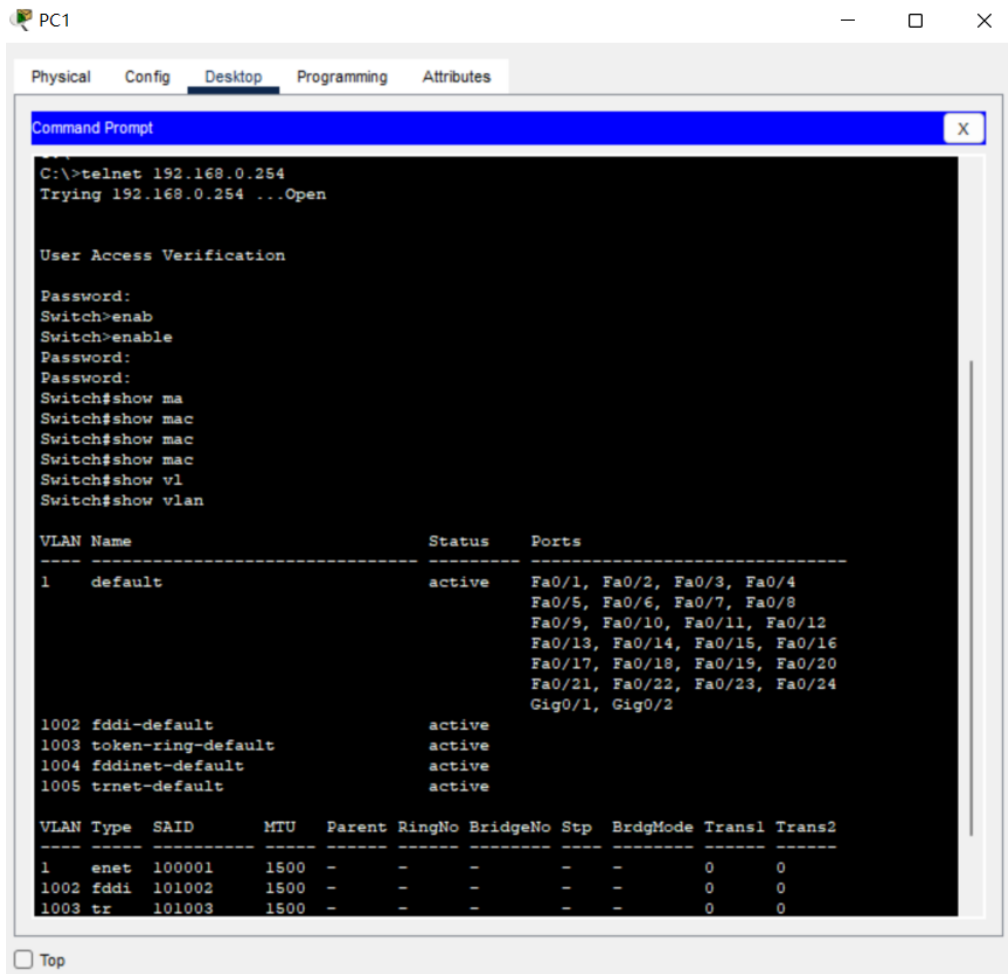 PC1
Physical Config Desktop Programming Attributes
Command Prompt X
C:\>telnet 192.168.0.254
Trying 192.168.0.254 ...Open
User Access Verification
Password:
Switch>enab
Switch>enable
Password:
Password:
Switch#show ma
Switch#show mac
Switch#show mac
Switch#show mac
Switch#show vl
Switch#show vlan
VLAN Name Status Ports
---- -------------------------------- --------- -------------------------------
1 default active Fa0/1, Fa0/2, Fa0/3, Fa0/4
Fa0/5, Fa0/6, Fa0/7, Fa0/8
Fa0/9, Fa0/10, Fa0/11, Fa0/12
Fa0/13, Fa0/14, Fa0/15, Fa0/16
Fa0/17, Fa0/18, Fa0/19, Fa0/20
Fa0/21, Fa0/22, Fa0/23, Fa0/24
Gig0/1, Gig0/2
1002 fddi-default active
1003 token-ring-default active
1004 fddinet-default active
1005 trnet-default active
VLAN Type SAID MTU Parent RingNo BridgeNo Stp BrdgMode Trans1 Trans2
---- ----- ---------- ----- ------ ------ -------- ---- -------- ------ ------
1 enet 100001 1500 - - - - - 0 0
1002 fddi 101002 1500 - - - - - 0 0
1003 tr 101003 1500 - - - - - 0 0
Top